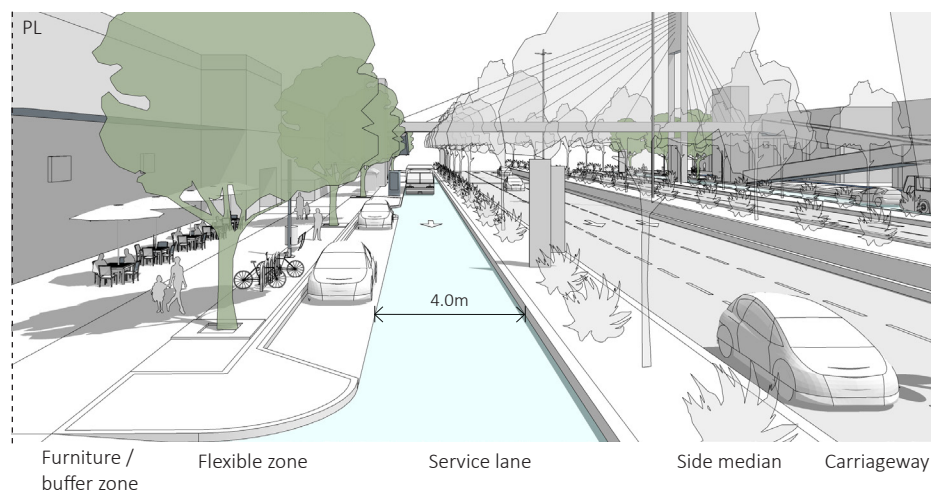 PL
4.0m
Furniture /
buffer zone
Flexible zone
Service lane
Side median
Carriageway